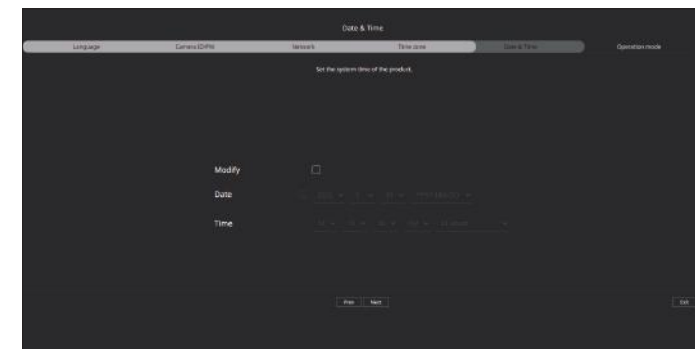 Date & Time
Language Camera ID/PW Network Time zone Date & Time Operation mode
Set the system time of the product.
Modify
Date
Time
Prev Next Exit